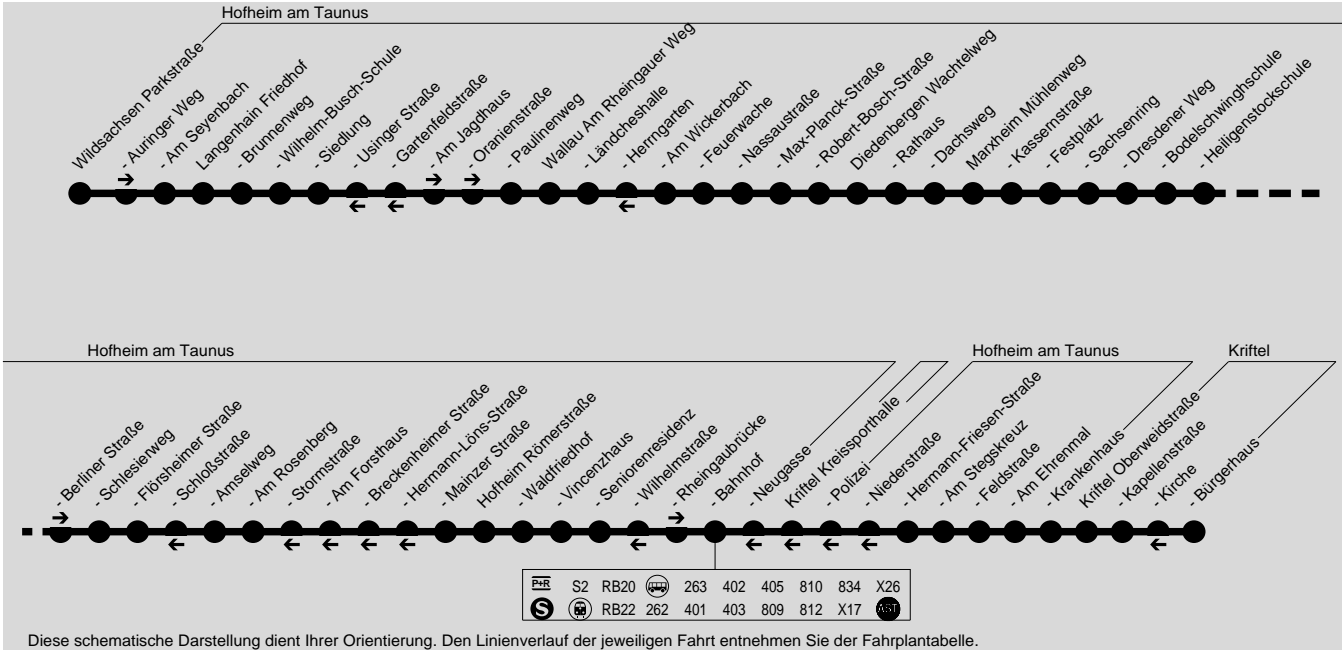 Hofheim am Taunus
Wildsachsen Parkstraße
- Auringer Weg
- Am Seyenbach
Langenhain Friedhof
- Brunnenweg
- Wilhelm-Busch-Schule
- Siedlung
- Usinger Straße
- Gartenfeldstraße
- Am Jagdhaus
- Oranienstraße
- Paulinenweg
Wallau Am Rheingauer Weg
- Ländcheshalle
- Herrngarten
- Am Wickerbach
- Feuerwache
- Nassaustraße
- Max-Planck-Straße
- Robert-Bosch-Straße
Diedenbergen Wachtelweg
- Rathaus
- Dachsweg
Marxheim Mühlenweg
- Kassernstraße
- Festplatz
- Sachsenring
- Dresdener Weg
- Bodelschwinghschule
- Heiligenstockschule
Hofheim am Taunus
Hofheim am Taunus
Kriftel
- Berliner Straße
- Schlesierweg
- Flörsheimer Straße
- Schloßstraße
- Amselweg
- Am Rosenberg
- Stormstraße
- Am Forsthaus
- Breckenheimer Straße
- Hermann-Löns-Straße
- Mainzer Straße
Hofheim Römerstraße
- Waldfriedhof
- Vincenzhaus
- Seniorenresidenz
- Wilhelmstraße
- Rheingaubrücke
- Bahnhof
- Neugasse
Kriftel Kreissporthalle
- Polizei
- Niederstraße
- Hermann-Friesen-Straße
- Am Stegskreuz
- Feldstraße
- Am Ehrenmal
- Krankenhaus
Kriftel Oberweidstraße
- Kapellenstraße
- Kirche
- Bürgerhaus
P+R S2 RB20 263 402 405 810 834 X26
S RB22 262 401 403 809 812 X17 AST
Diese schematische Darstellung dient Ihrer Orientierung. Den Linienverlauf der jeweiligen Fahrt entnehmen Sie der Fahrplantabelle.